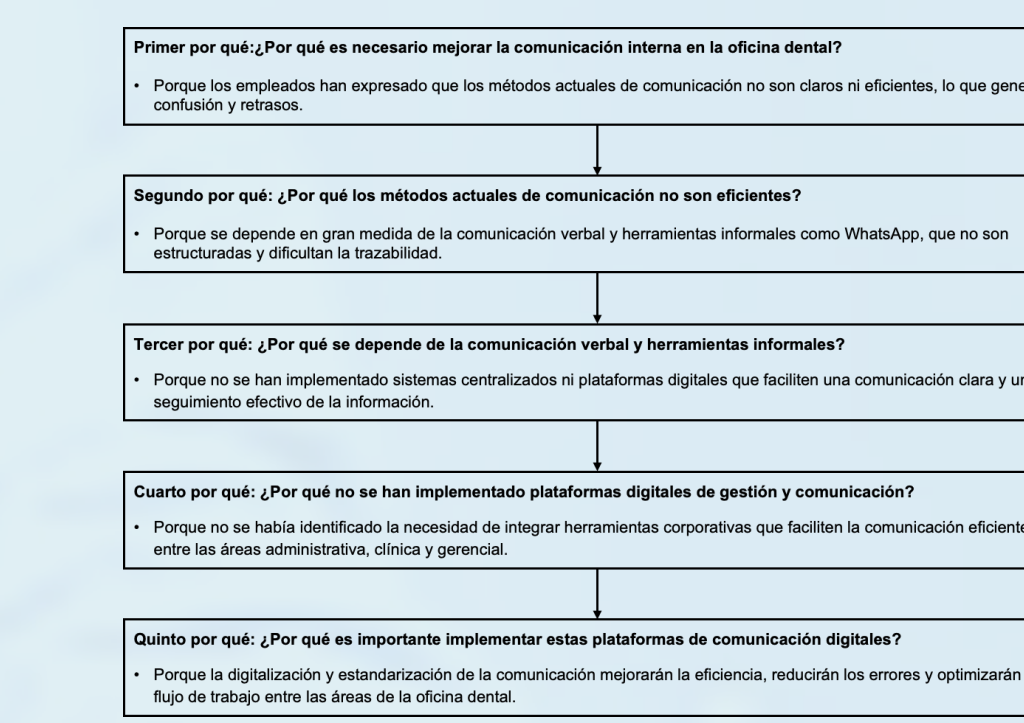 Primer por qué:¿Por qué es necesario mejorar la comunicación interna en la oficina dental?
• Porque los empleados han expresado que los métodos actuales de comunicación no son claros ni eficientes, lo que
confusión y retrasos.
Segundo por qué: ¿Por qué los métodos actuales de comunicación no son eficientes?
• Porque se depende en gran medida de la comunicación verbal y herramientas informales como WhatsApp, que no son
estructuradas y dificultan la trazabilidad.
Tercer por qué: ¿Por qué se depende de la comunicación verbal y herramientas informales?
• Porque no se han implementado sistemas centralizados ni plataformas digitales que faciliten una comunicación clara y
seguimiento efectivo de la información.
Cuarto por qué: ¿Por qué no se han implementado plataformas digitales de gestión y comunicación?
• Porque no se había identificado la necesidad de integrar herramientas corporativas que faciliten la comunicación eficiente
entre las áreas administrativa, clínica y gerencial.
Quinto por qué: ¿Por qué es importante implementar estas plataformas de comunicación digitales?
• Porque la digitalización y estandarización de la comunicación mejorarán la eficiencia, reducirán los errores y optimizarán
flujo de trabajo entre las áreas de la oficina dental.